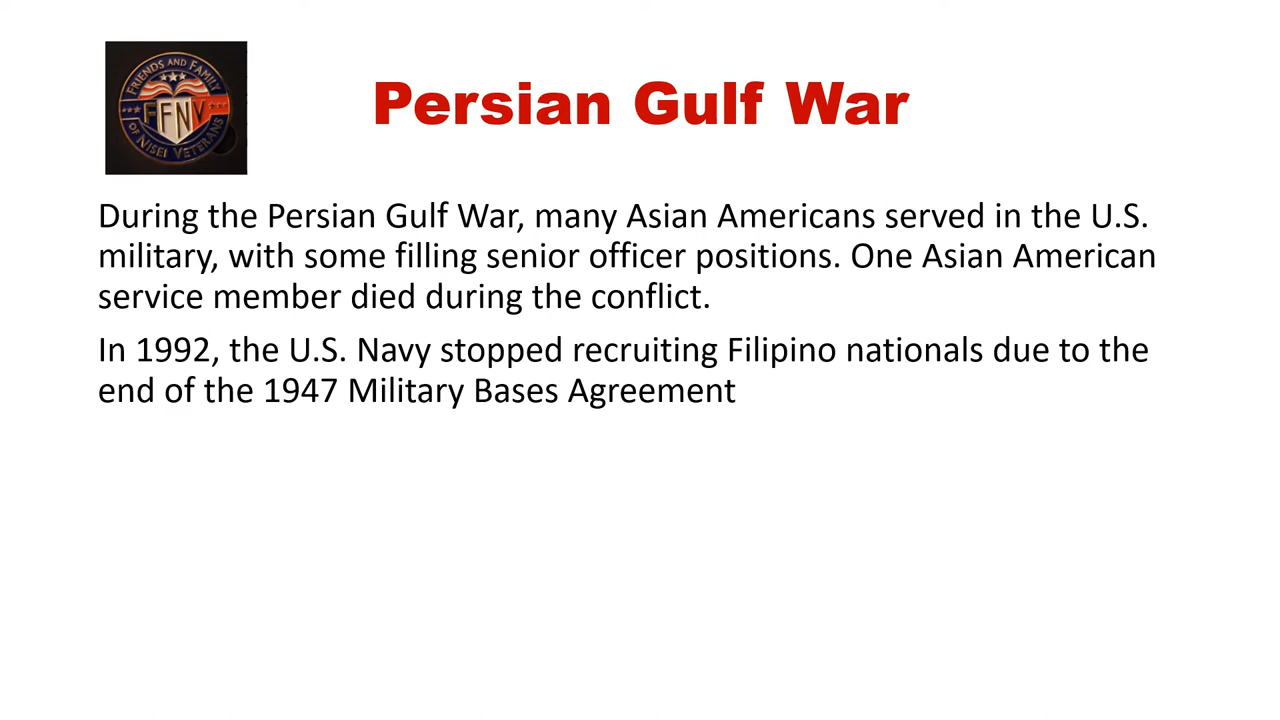 FRIENDS AND FAMILY
FFNV
OF NISEI VETERANS
Persian Gulf War
During the Persian Gulf War, many Asian Americans served in the U.S.
military, with some filling senior officer positions. One Asian American
service member died during the conflict.
In 1992, the U.S. Navy stopped recruiting Filipino nationals due to the
end of the 1947 Military Bases Agreement